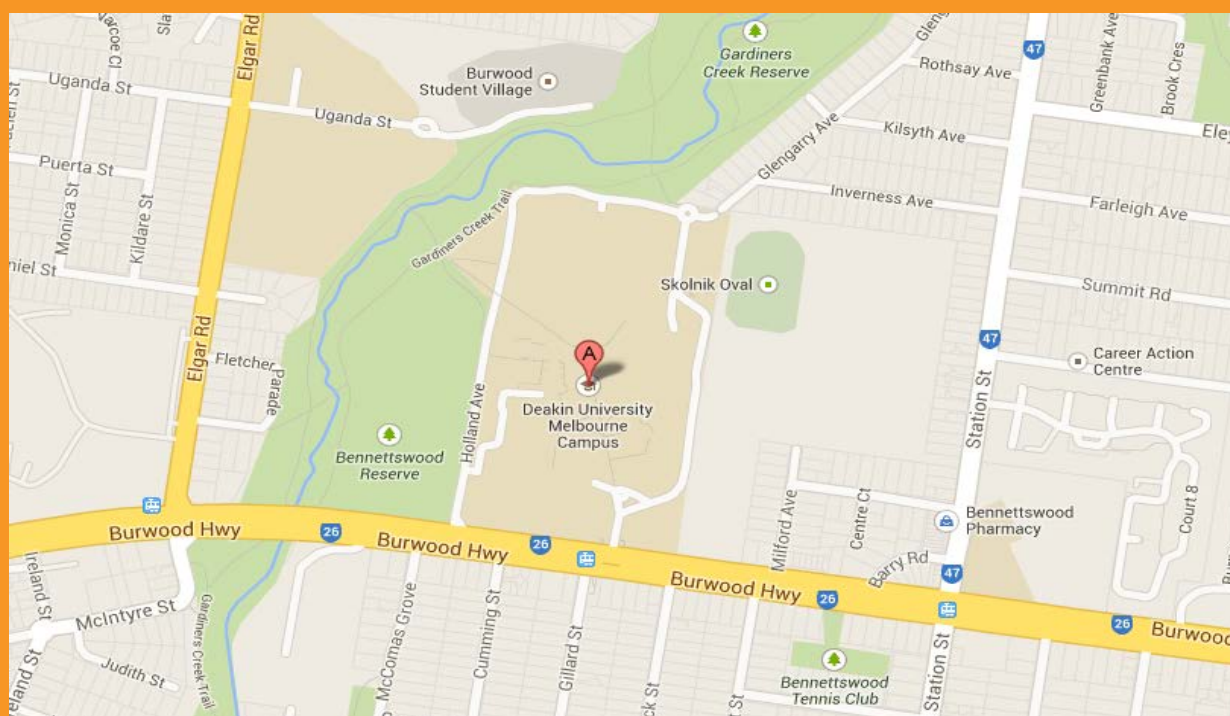 Narcoe Cl
Elgar Rd
Uganda St
Uganda St
Burwood
Student Village
Gardiners
Creek Reserve
47
Rothsay Ave
Greenbank Ave
Brook Cres
Kilsyth Ave
Glengarry Ave
Puerta St
Monica St
Kildare St
Inverness Ave
Farleigh Ave
Gardiners Creek Trail
Skolnik Oval
Summit Rd
Elgar Rd
Fletcher
Parade
A
47
Career Action
Centre
Deakin University
Melbourne
Campus
Holland Ave
Station St
Bennettswood
Reserve
Milford Ave
Centre Ct
Court 8
Bennettswood
Pharmacy
Burwood Hwy
26
Burwood Hwy
26
Barry Rd
47
Burwood Hwy
26
26
Burwood
Ireland St
McIntyre St
Judith St
Gardiners Creek Trail
McComas Grove
Cumming St
Gillard St
Bennettswood
Tennis Club
Station St